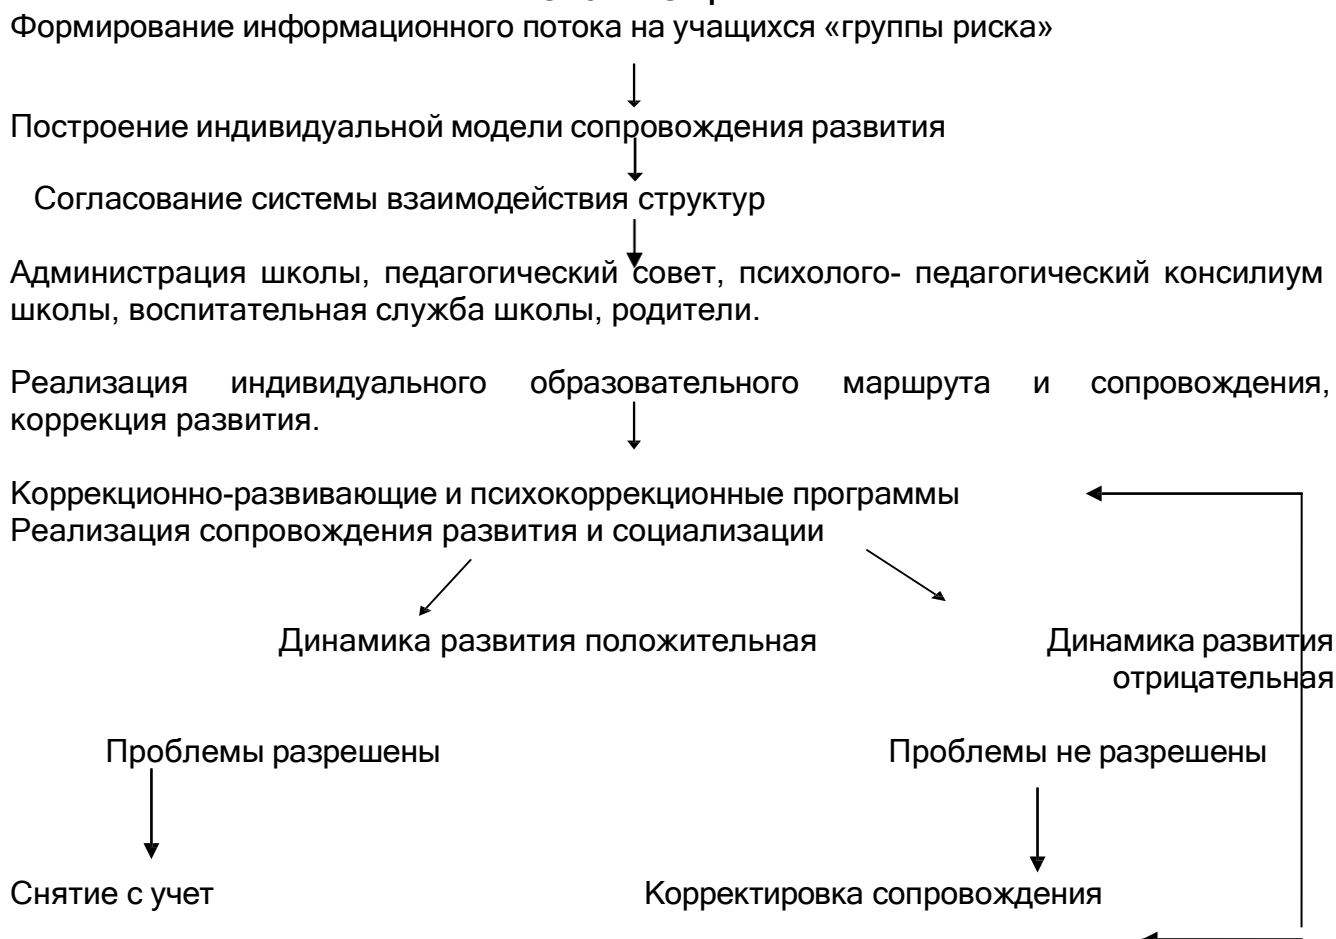 Формирование информационного потока на учащихся «группы риска»
Построение индивидуальной модели сопровождения развития
Согласование системы взаимодействия структур
Администрация школы, педагогический совет, психолого- педагогический консилиум
школы, воспитательная служба школы, родители.
Реализация индивидуального образовательного маршрута и сопровождения,
коррекция развития.
Коррекционно-развивающие и психокоррекционные программы
Реализация сопровождения развития и социализации
Динамика развития положительная
Динамика развития
отрицательная
Проблемы разрешены
Проблемы не разрешены
Снятие с учет
Корректировка сопровождения